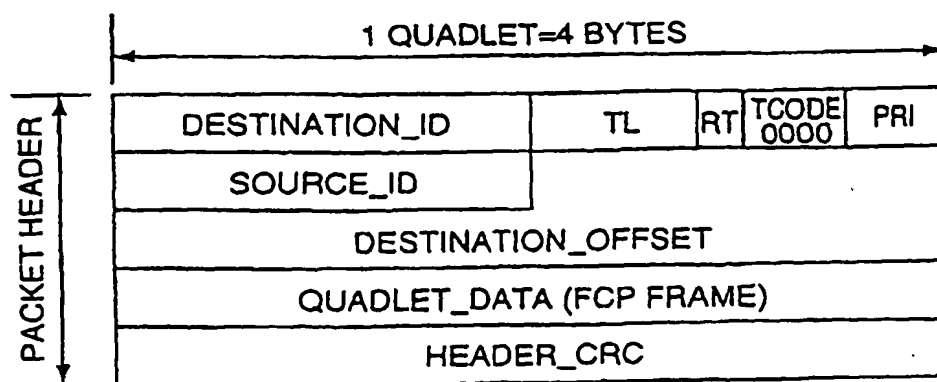 1 QUADLET=4 BYTES
PACKET HEADER
DESTINATION_ID TL RT TCODE 0000 PRI
SOURCE_ID
DESTINATION_OFFSET
QUADLET_DATA (FCP FRAME)
HEADER_CRC